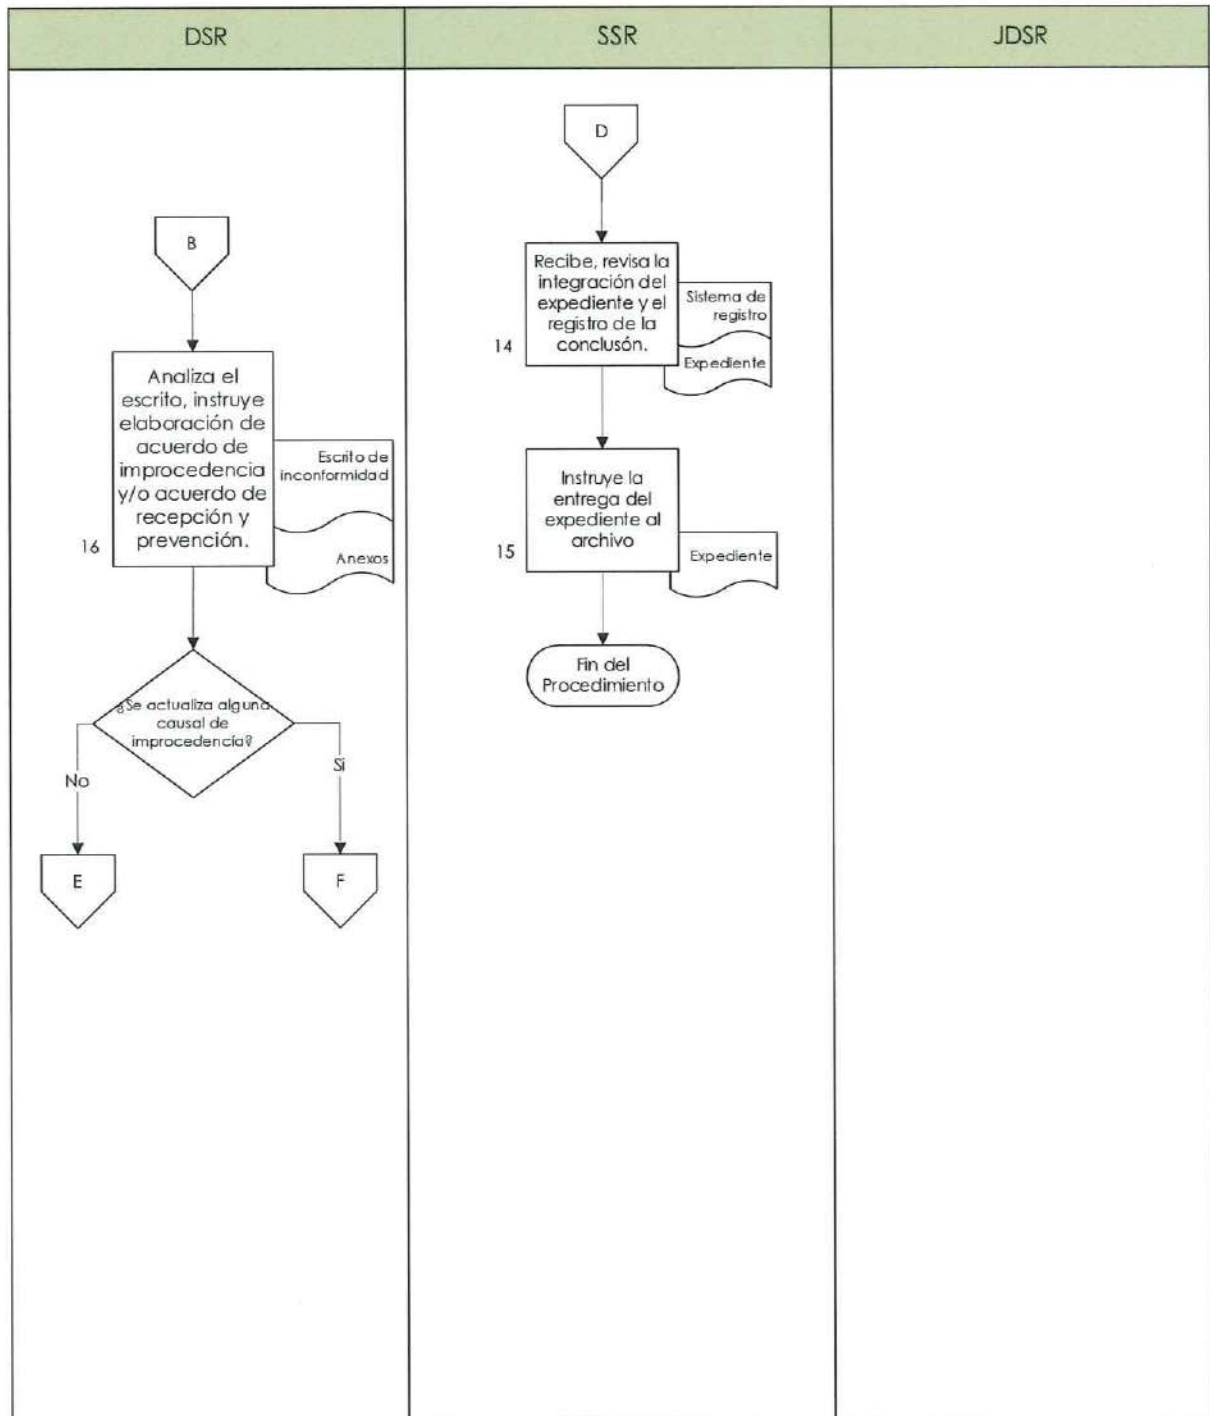 DSR
SSR
JDSR
B
Analiza el
escrito, instruye
elaboración de
acuerdo de
improcedencia
y/o acuerdo de
recepción y
prevención.
16
Escrito de
inconformidad
Anexos
¿Se actualiza alguna
causal de
improcedencia?
No
Si
E
F
D
Recibe, revisa la
integración del
expediente y el
registro de la
conclusón.
14
Sistema de
registro
Expediente
Instruye la
entrega del
expediente al
archivo
15
Expediente
Fin del
Procedimiento